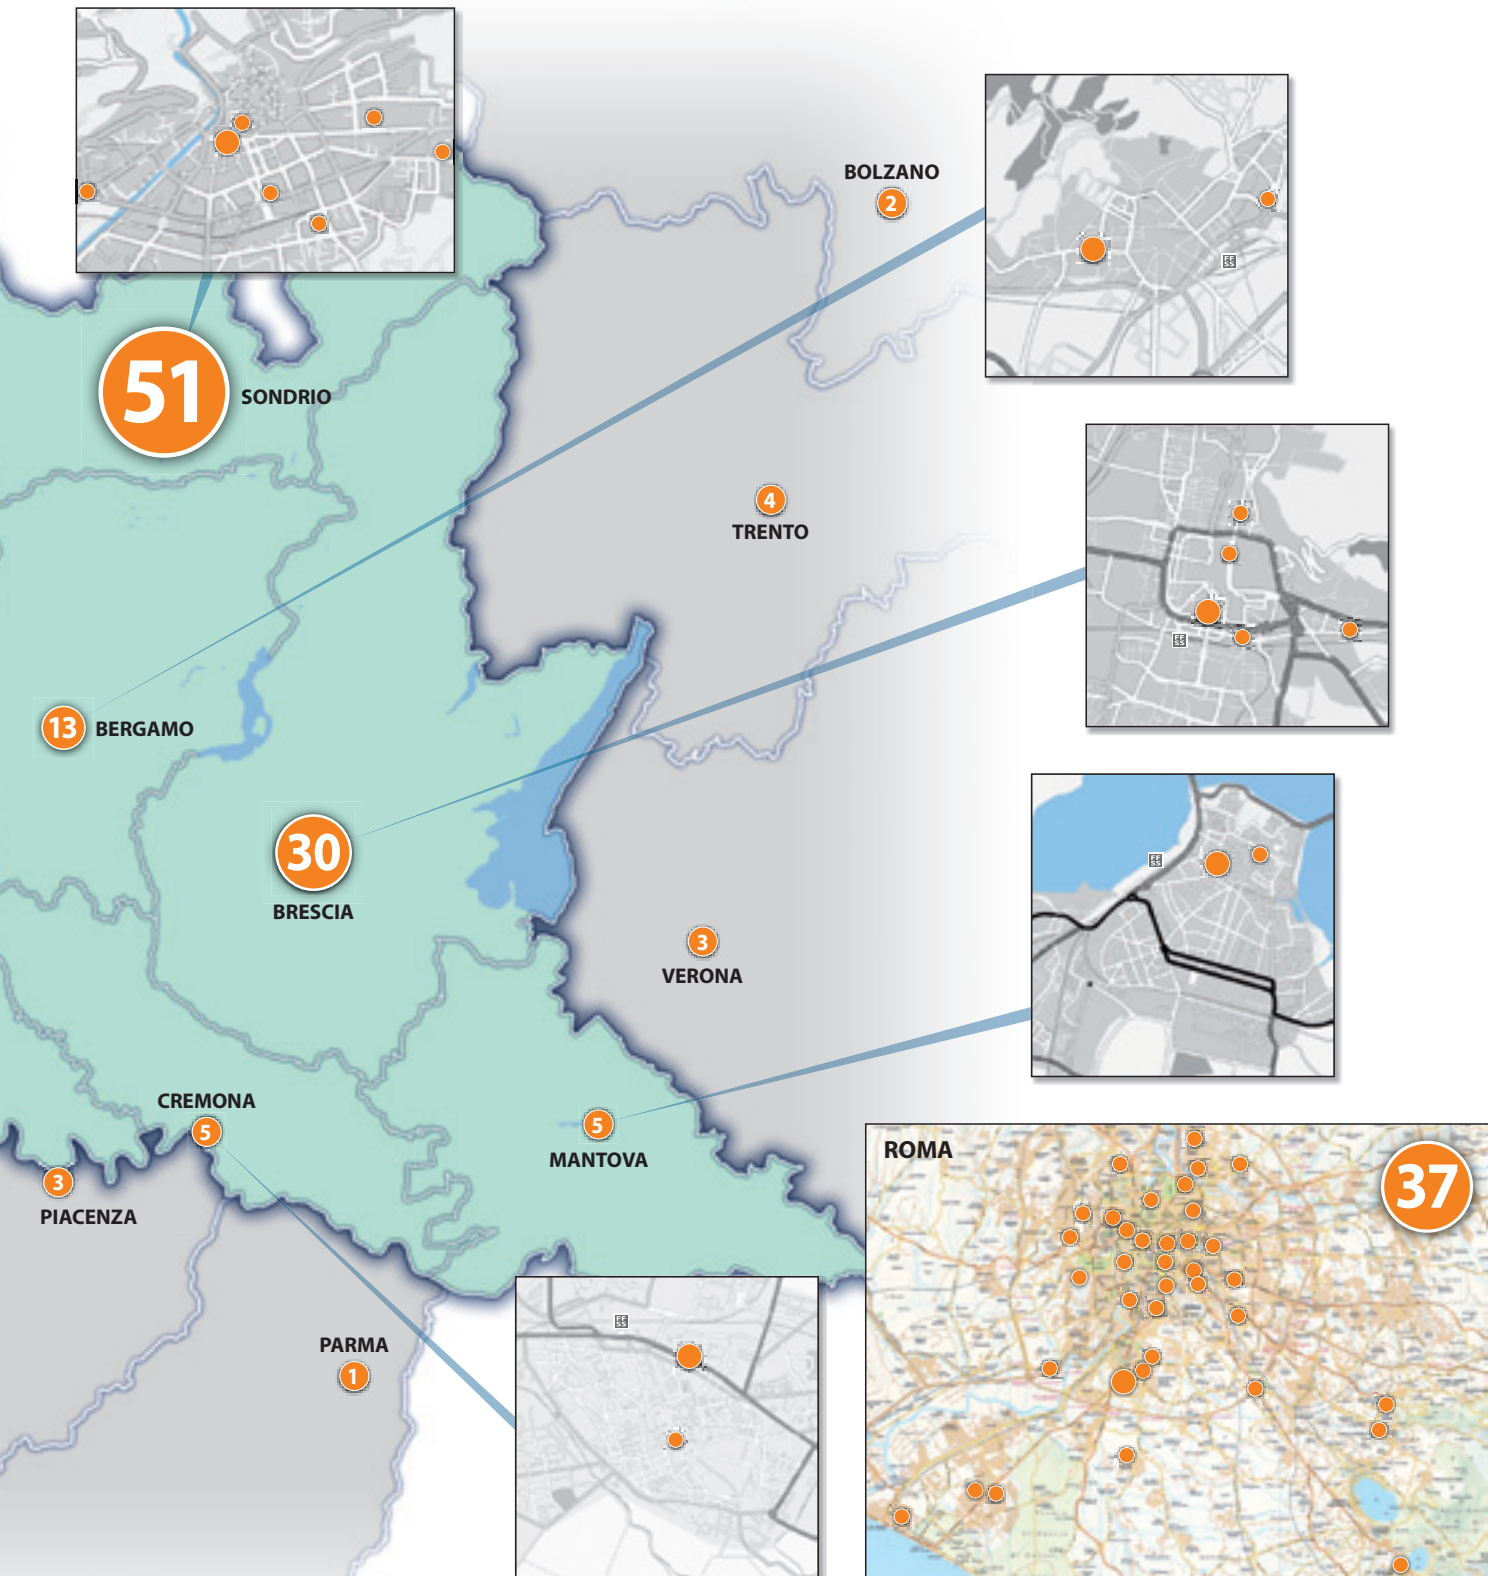 BOLZANO
2
51
SONDRIO
4
TRENTO
13
BERGAMO
30
BRESCIA
3
VERONA
CREMONA
5
5
MANTOVA
3
PIACENZA
PARMA
1
ROMA
37